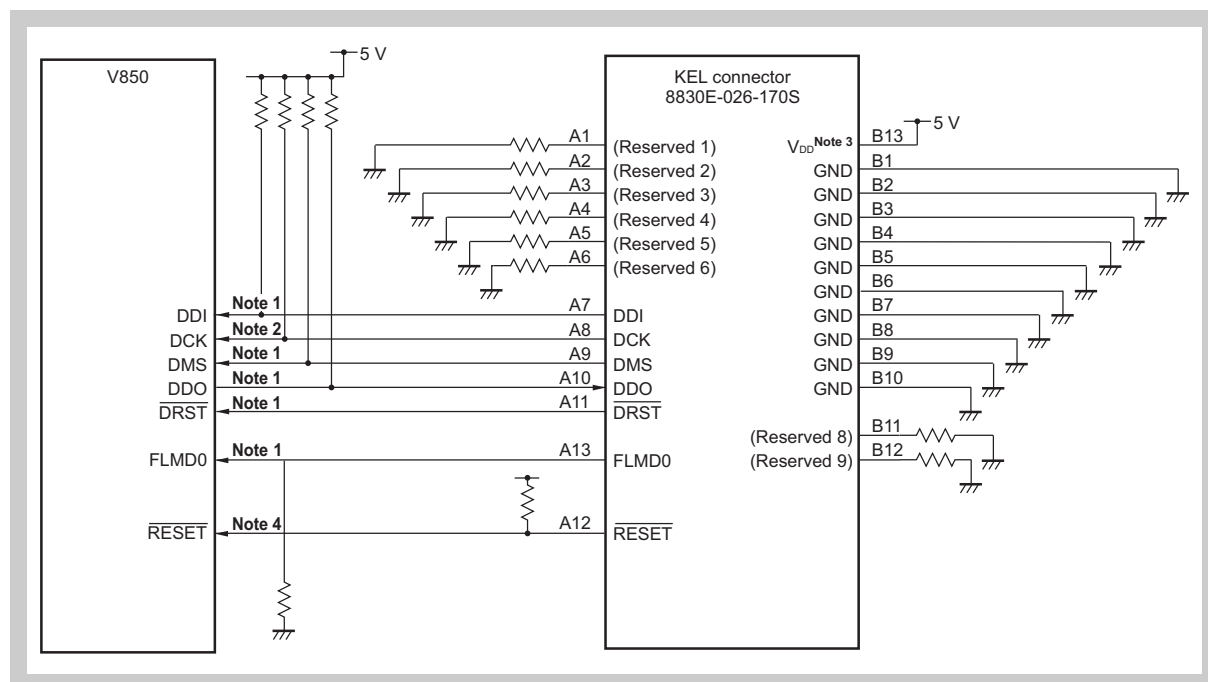 V850
5 V
DDI
DCK
DMS
DDO
DRST
FLMD0
RESET
Note 1
Note 2
Note 1
Note 1
Note 1
Note 1
Note 4
A1
A2
A3
A4
A5
A6
A7
A8
A9
A10
A11
A13
A12
KEL connector
8830E-026-170S
(Reserved 1)
(Reserved 2)
(Reserved 3)
(Reserved 4)
(Reserved 5)
(Reserved 6)
DDI
DCK
DMS
DDO
DRST
FLMD0
RESET
VDD Note 3
GND
GND
GND
GND
GND
GND
GND
GND
GND
GND
(Reserved 8)
(Reserved 9)
B13
B1
B2
B3
B4
B5
B6
B7
B8
B9
B10
B11
B12
5 V